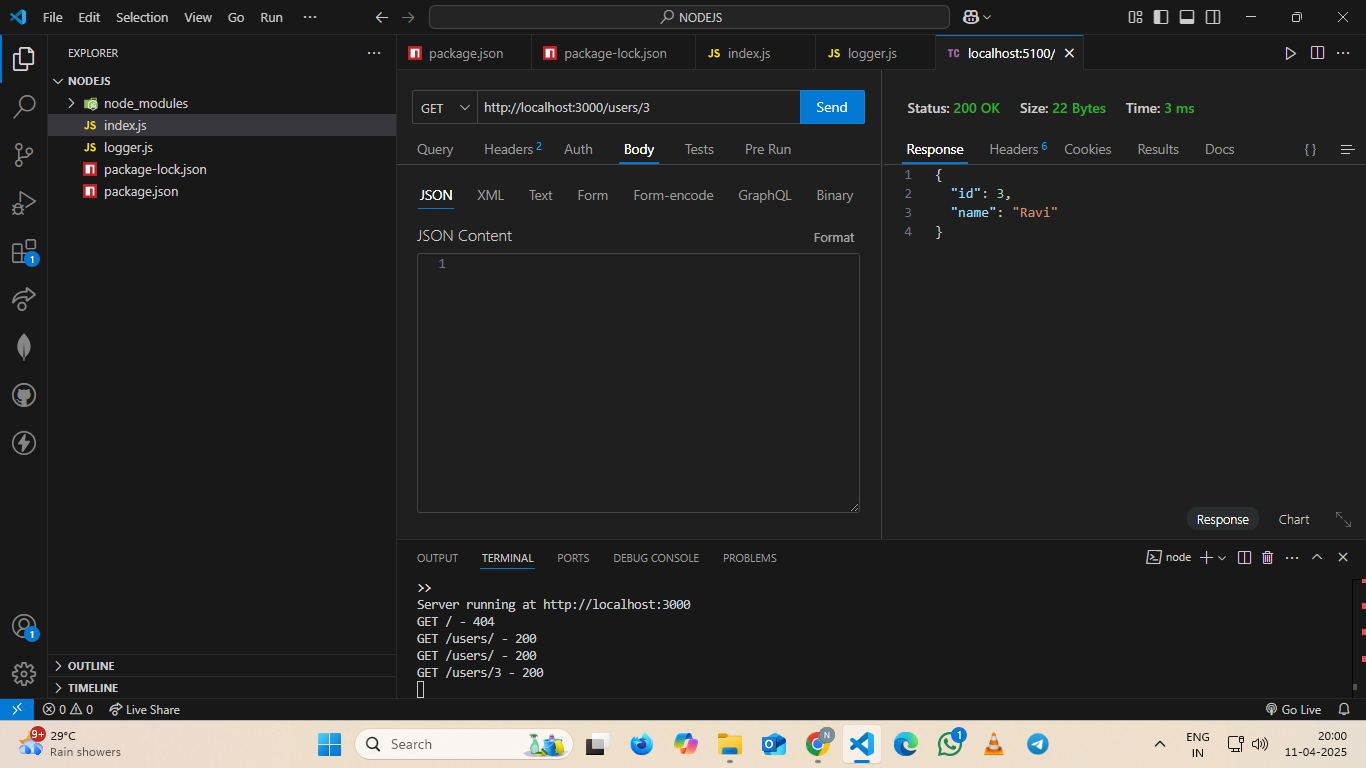 File Edit Selection View Go Run ··· NODEJS
EXPLORER ···
NODEJS
node_modules
JS index.js
JS logger.js
package-lock.json
package.json
OUTLINE
TIMELINE
package.json package-lock.json JS index.js JS logger.js TC localhost:5100/
GET http://localhost:3000/users/3 Send
Query Headers 2 Auth Body Tests Pre Run
JSON XML Text Form Form-encode GraphQL Binary
JSON Content Format
1
Status: 200 OK Size: 22 Bytes Time: 3 ms
Response Headers 6 Cookies Results Docs { }
1 {
2 "id": 3,
3 "name": "Ravi"
4 }
Response Chart
OUTPUT TERMINAL PORTS DEBUG CONSOLE PROBLEMS node
>>
Server running at http://localhost:3000
GET / - 404
GET /users/ - 200
GET /users/ - 200
GET /users/3 - 200
1
1
0 0 Live Share Go Live
9+ 29°C
Rain showers
Search
N
1
ENG
IN
20:00
11-04-2025